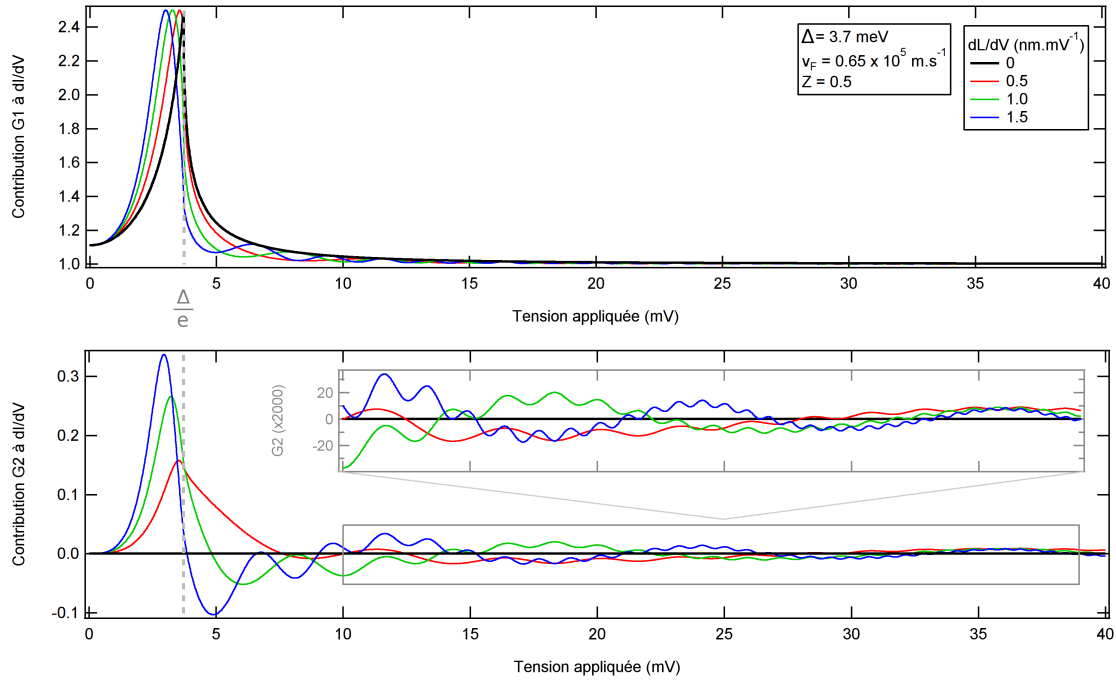 Contribution G1 à dI/dV
2.4
2.2
2.0
1.8
1.6
1.4
1.2
1.0
Δ = 3.7 meV
v_F = 0.65 x 10⁵ m.s⁻¹
Z = 0.5
dL/dV (nm.mV⁻¹)
0
0.5
1.0
1.5
0 5 10 15 20 25 30 35 40
Δ
e
Tension appliquée (mV)
Contribution G2 à dI/dV
0.3
0.2
0.1
0.0
-0.1
G2 (x2000)
20
0
-20
0 5 10 15 20 25 30 35 40
Tension appliquée (mV)